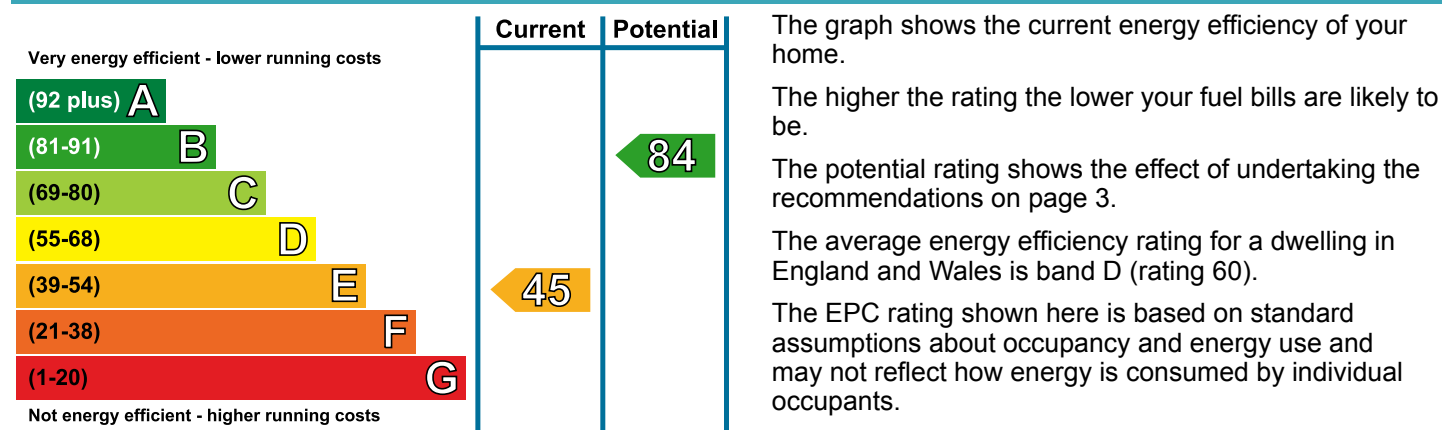 Current Potential
Very energy efficient - lower running costs
(92 plus) A
(81-91) B
(69-80) C
(55-68) D
(39-54) E
(21-38) F
(1-20) G
Not energy efficient - higher running costs
84
45
The graph shows the current energy efficiency of your
home.
The higher the rating the lower your fuel bills are likely to
be.
The potential rating shows the effect of undertaking the
recommendations on page 3.
The average energy efficiency rating for a dwelling in
England and Wales is band D (rating 60).
The EPC rating shown here is based on standard
assumptions about occupancy and energy use and
may not reflect how energy is consumed by individual
occupants.